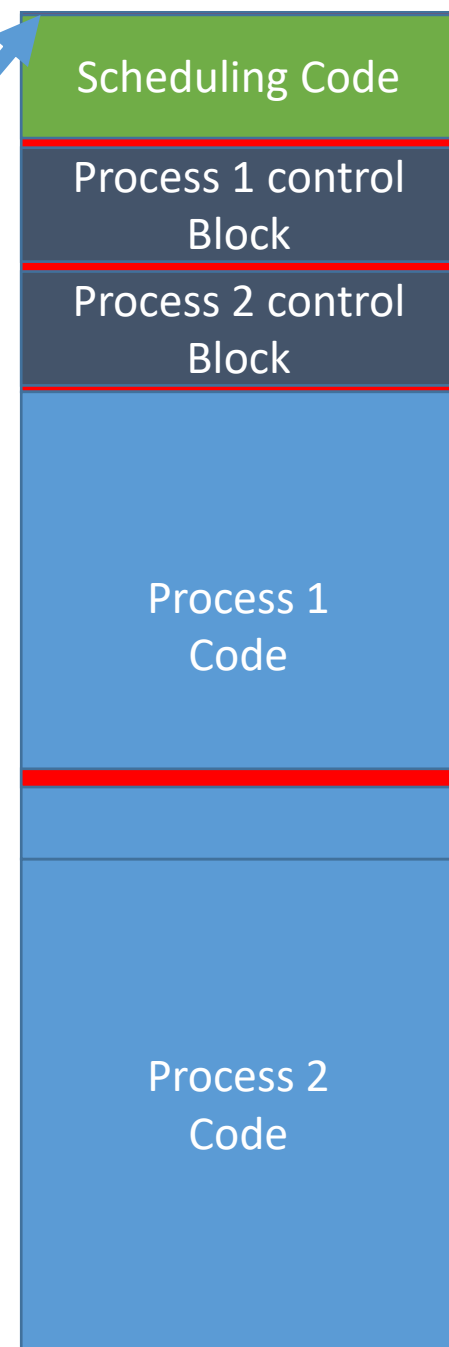 Scheduling Code
Process 1 control
Block
Process 2 control
Block
Process 1
Code
Process 2
Code